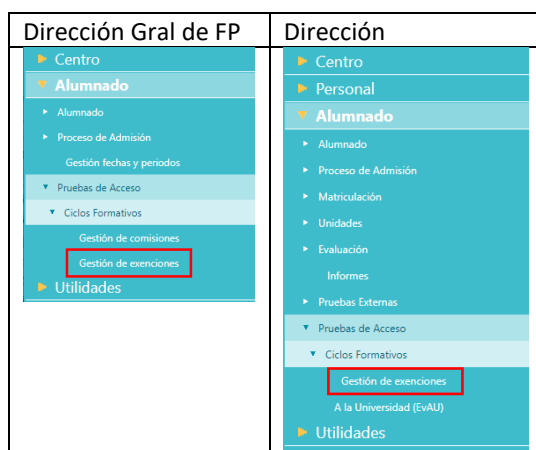 Dirección Gral de FP
Centro
Alumnado
Alumnado
Proceso de Admisión
Gestión fechas y periodos
Pruebas de Acceso
Ciclos Formativos
Gestión de comisiones
Gestión de exenciones
Utilidades
Dirección
Centro
Personal
Alumnado
Alumnado
Proceso de Admisión
Matriculación
Unidades
Evaluación
Informes
Pruebas Externas
Pruebas de Acceso
Ciclos Formativos
Gestión de exenciones
A la Universidad (EvAU)
Utilidades